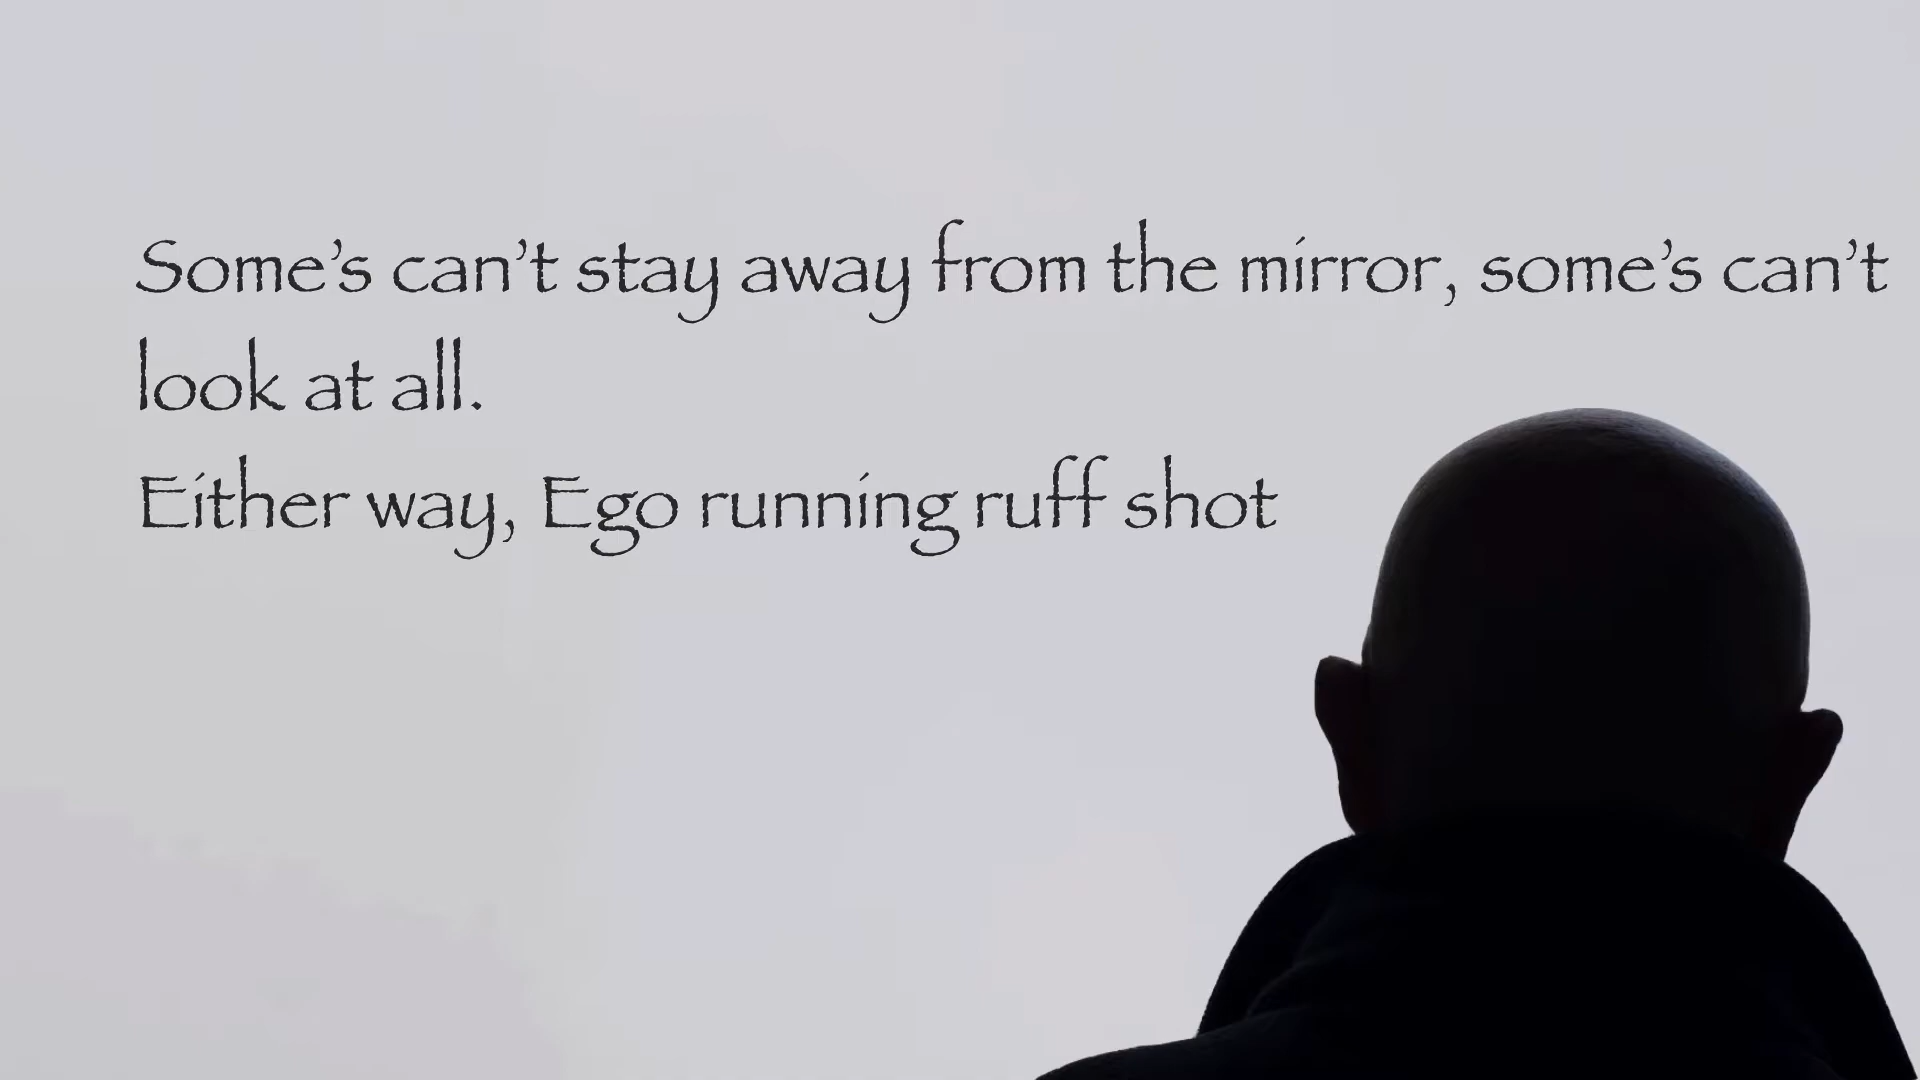 Some’s can’t stay away from the mirror, some’s can’t
look at all.
Either way, Ego running ruff shot